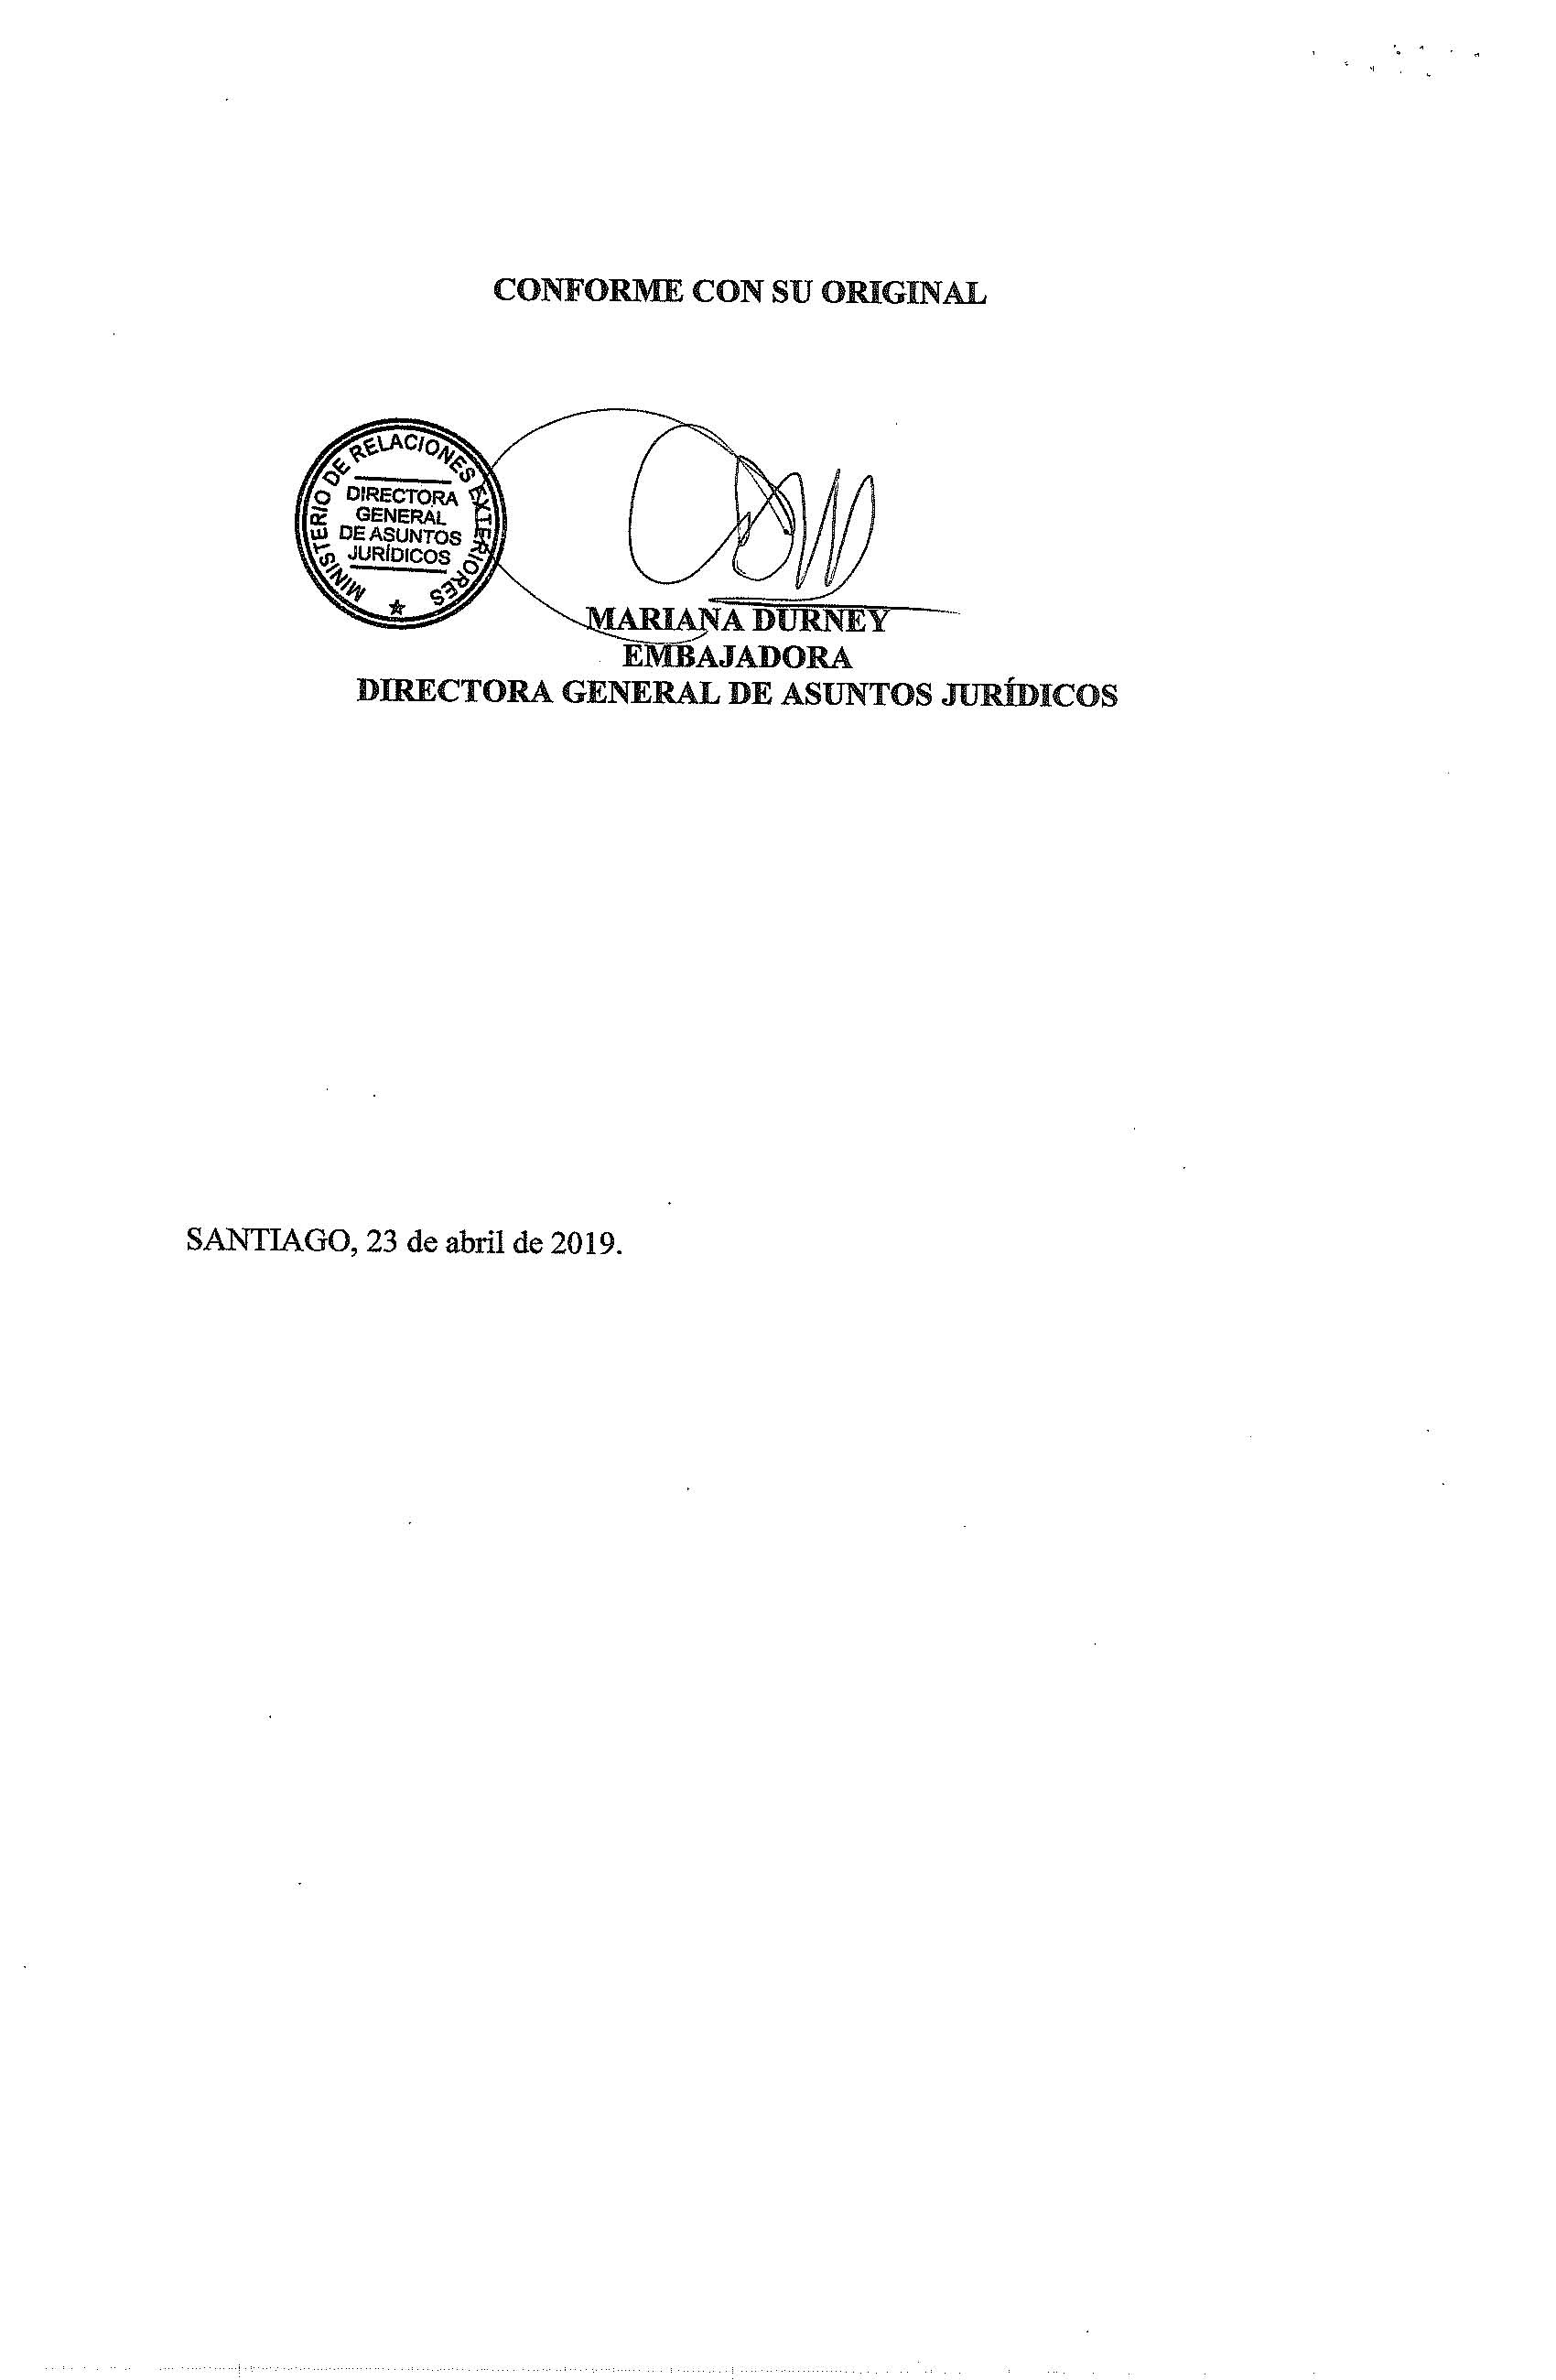 CONFORME CON SU ORIGINAL
MINISTERIO DE RELACIONES EXTERIORES
DIRECTORA
GENERAL
DE ASUNTOS
JURÍDICOS
MARIANA DURNEY
EMBAJADORA
DIRECTORA GENERAL DE ASUNTOS JURÍDICOS
SANTIAGO, 23 de abril de 2019.